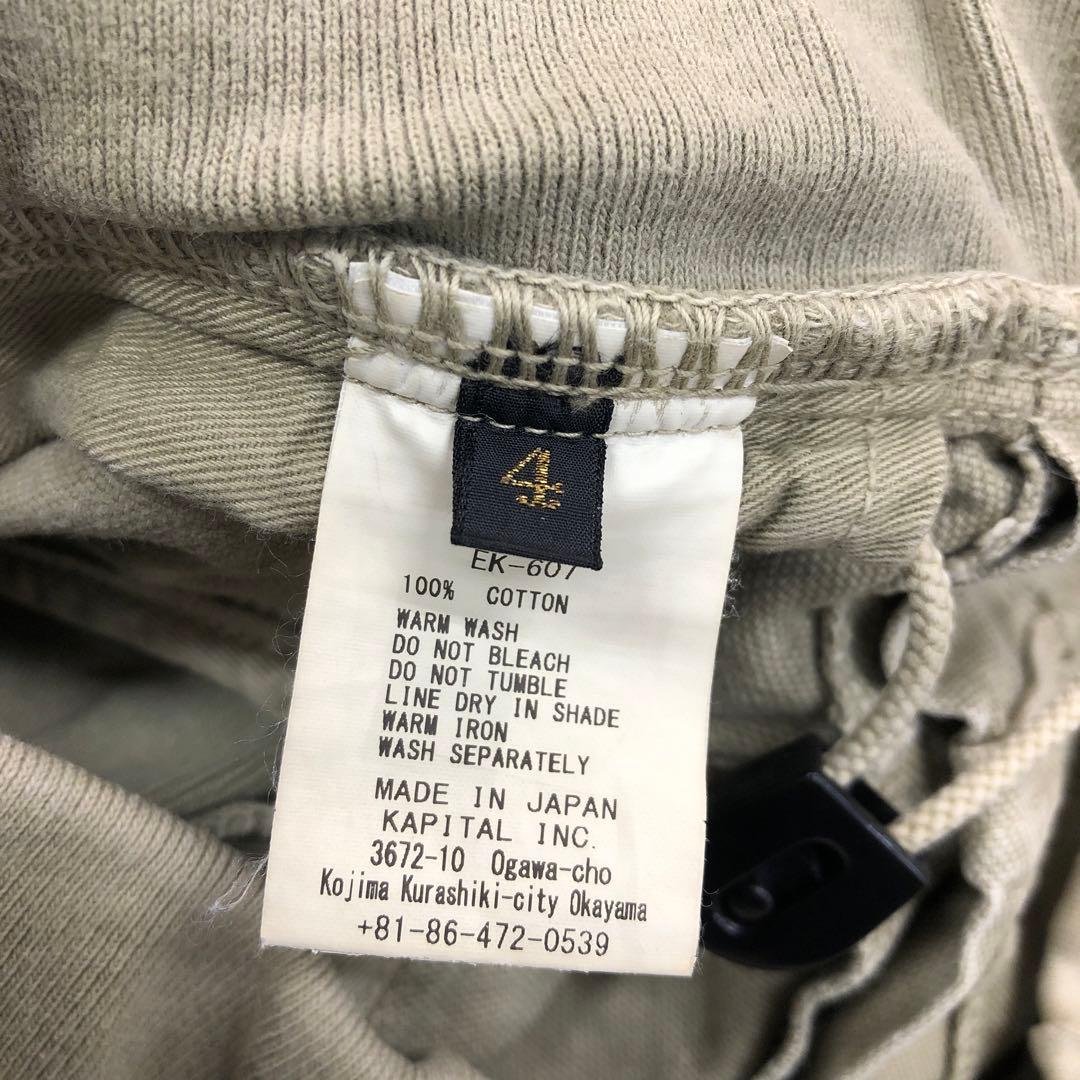 4
EK-607
100% COTTON
WARM WASH
DO NOT BLEACH
DO NOT TUMBLE
LINE DRY IN SHADE
WARM IRON
WASH SEPARATELY
MADE IN JAPAN
KAPITAL INC.
3672-10 Ogawa-cho
Kojima Kurashiki-city Okayama
+81-86-472-0539